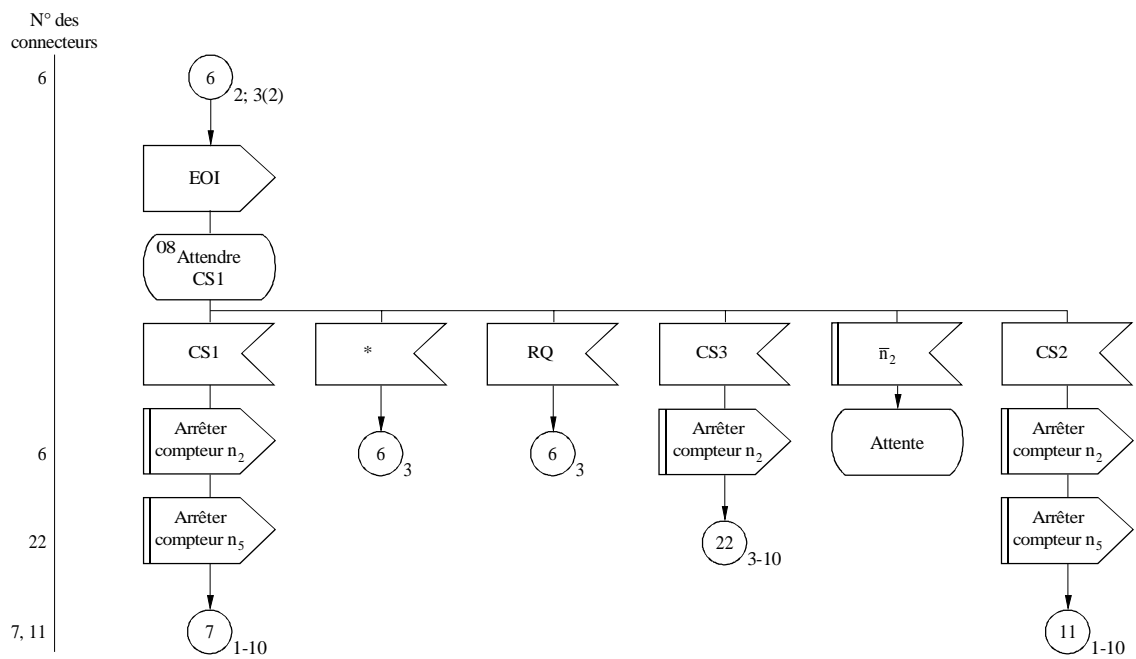 N° des
connecteurs
6
6
2; 3(2)
EOI
08
Attendre
CS1
CS1
*
RQ
CS3
n̅2
CS2
Arrêter
compteur n2
6
3
6
3
Arrêter
compteur n2
Attente
Arrêter
compteur n2
6
Arrêter
compteur n5
22
3-10
Arrêter
compteur n5
22
7, 11
7
1-10
11
1-10